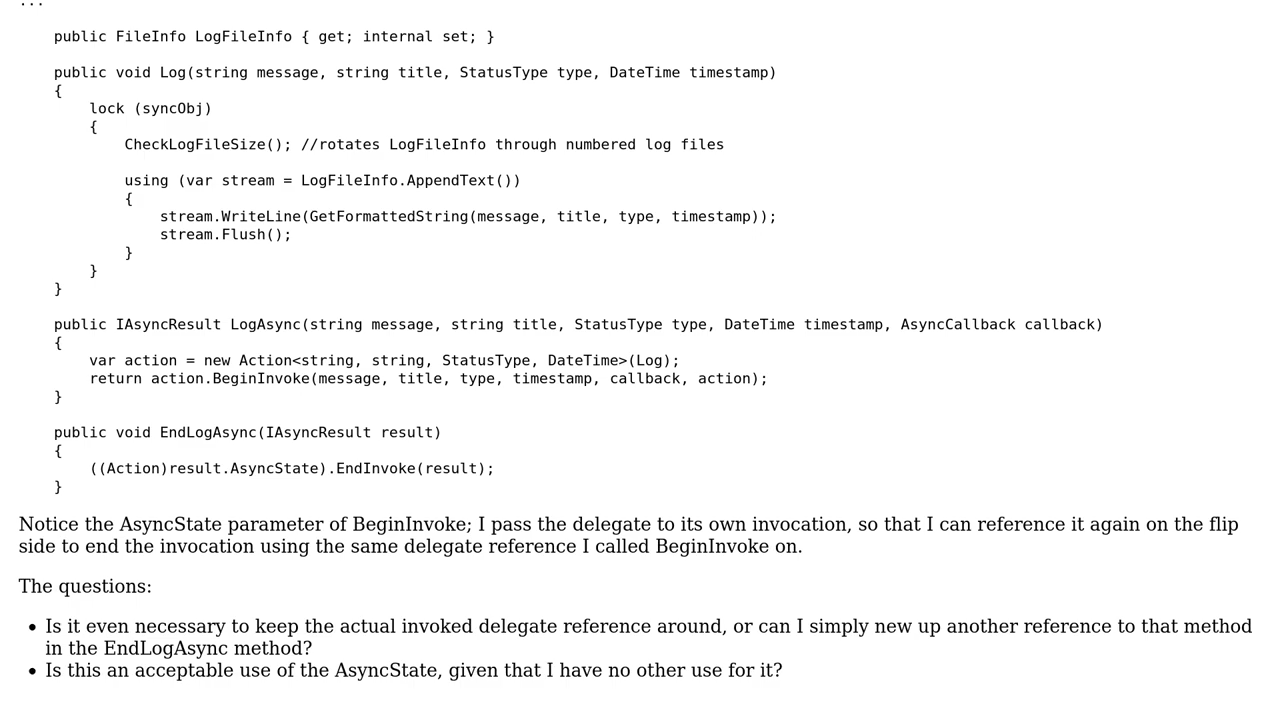 ...
public FileInfo LogFileInfo { get; internal set; }
public void Log(string message, string title, StatusType type, DateTime timestamp)
{
lock (syncObj)
{
CheckLogFileSize(); //rotates LogFileInfo through numbered log files
using (var stream = LogFileInfo.AppendText())
{
stream.WriteLine(GetFormattedString(message, title, type, timestamp));
stream.Flush();
}
}
}
public IAsyncResult LogAsync(string message, string title, StatusType type, DateTime timestamp, AsyncCallback callback)
{
var action = new Action<string, string, StatusType, DateTime>(Log);
return action.BeginInvoke(message, title, type, timestamp, callback, action);
}
public void EndLogAsync(IAsyncResult result)
{
((Action)result.AsyncState).EndInvoke(result);
}
Notice the AsyncState parameter of BeginInvoke; I pass the delegate to its own invocation, so that I can reference it again on the flip
side to end the invocation using the same delegate reference I called BeginInvoke on.
The questions:
• Is it even necessary to keep the actual invoked delegate reference around, or can I simply new up another reference to that method
in the EndLogAsync method?
• Is this an acceptable use of the AsyncState, given that I have no other use for it?